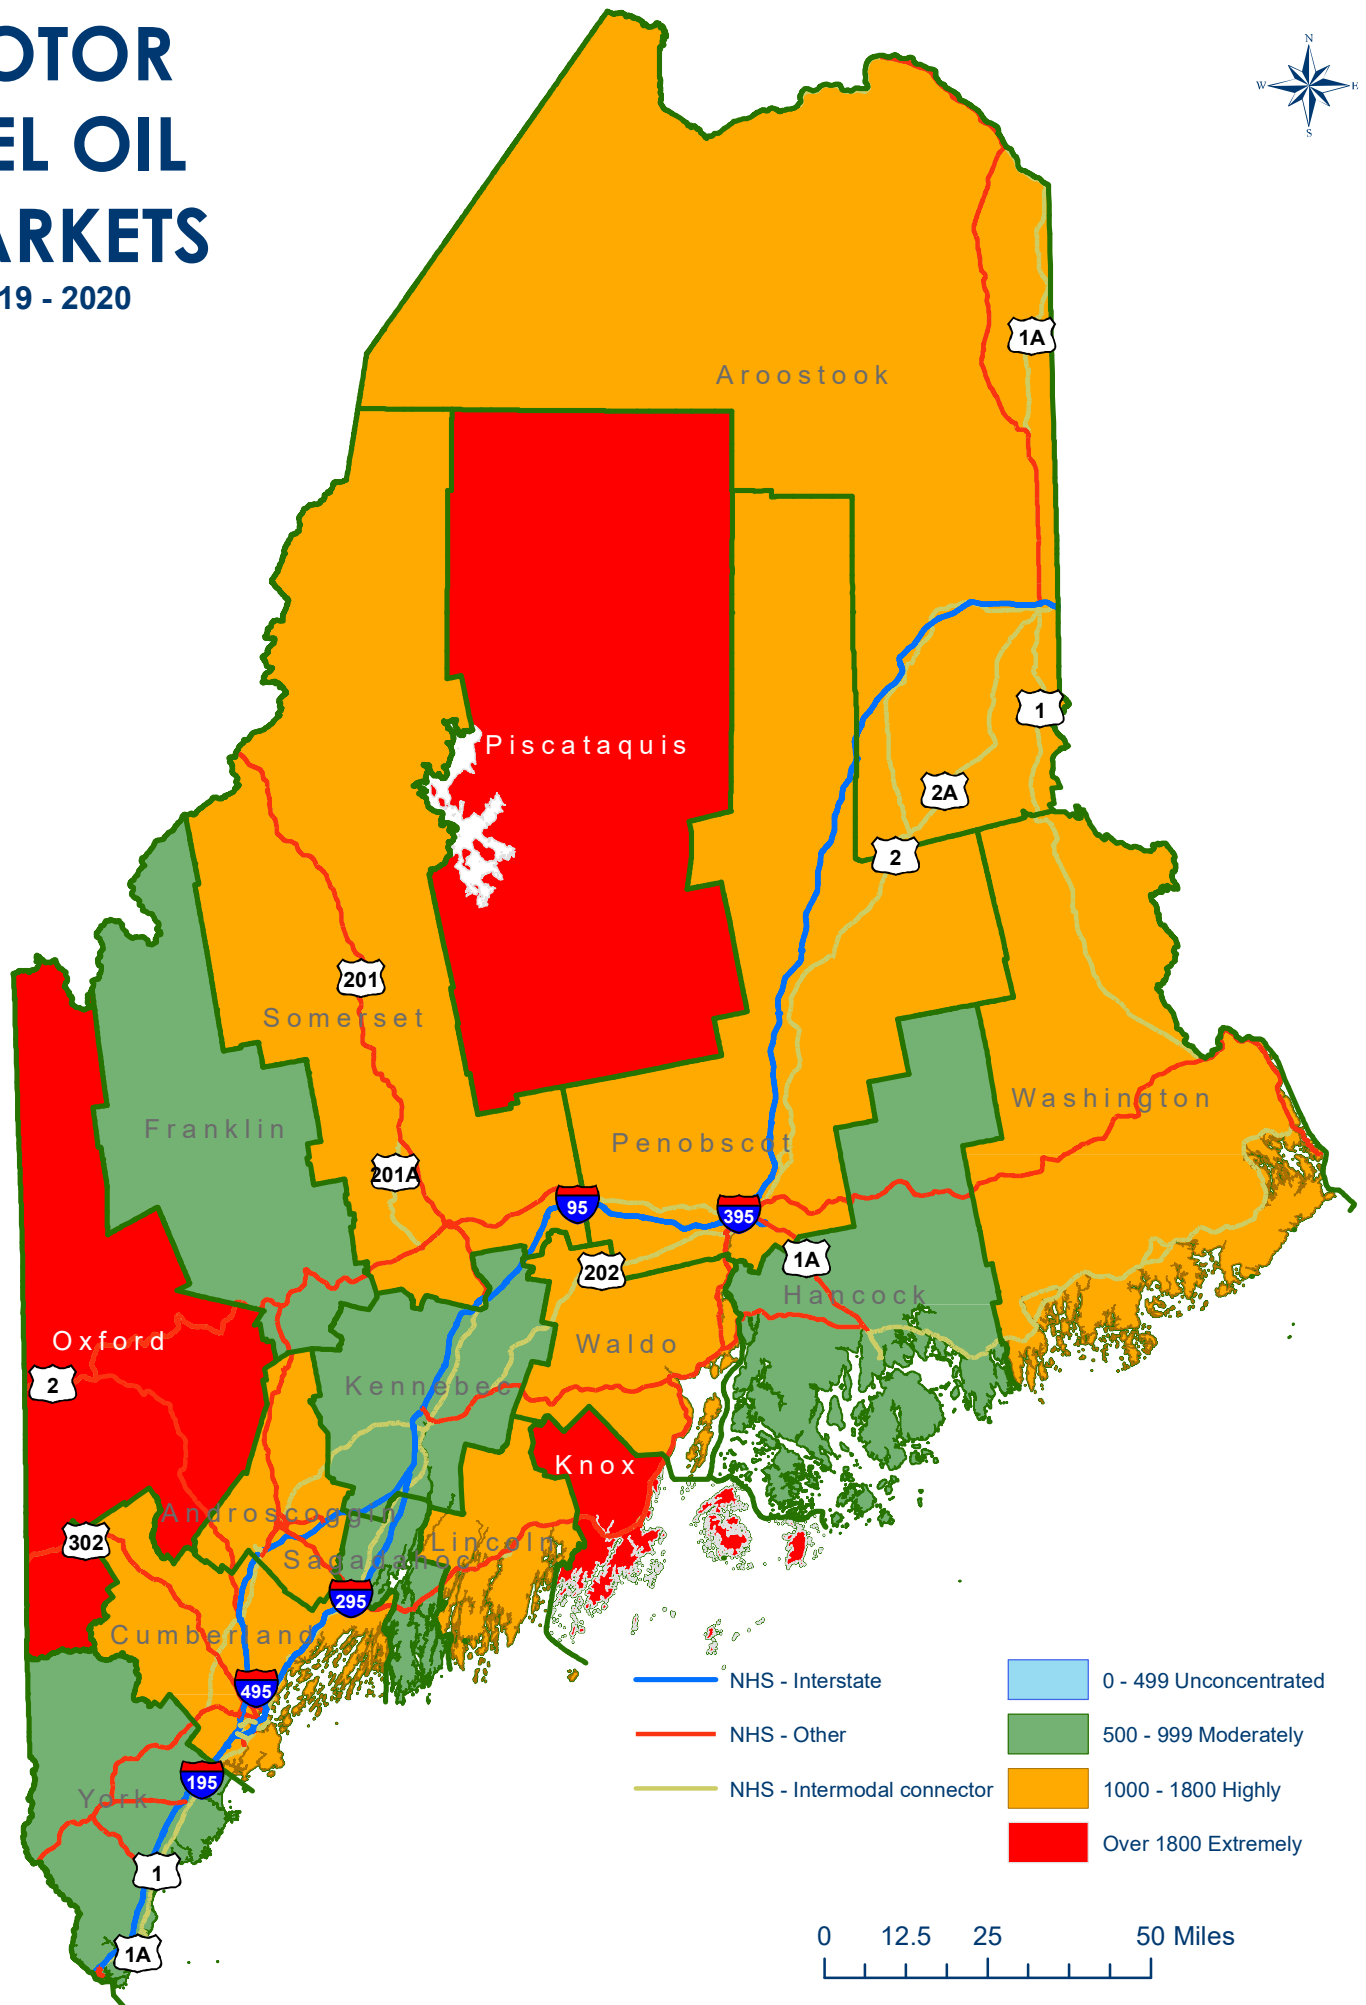 OTOR
EL OIL
ARKETS
19 - 2020
N
W E
S
1A
Aroostook
1
Piscataquis
2A
2
201
Somerset
Washington
Franklin
Penobscot
201A
95
395
1A
202
Hancock
Oxford
Waldo
2
Kennebec
Knox
Androscoggin
302
Lincoln
Sagadahoc
295
Cumberland
495
195
York
1
1A
NHS - Interstate
NHS - Other
NHS - Intermodal connector
0 - 499 Unconcentrated
500 - 999 Moderately
1000 - 1800 Highly
Over 1800 Extremely
0 12.5 25 50 Miles